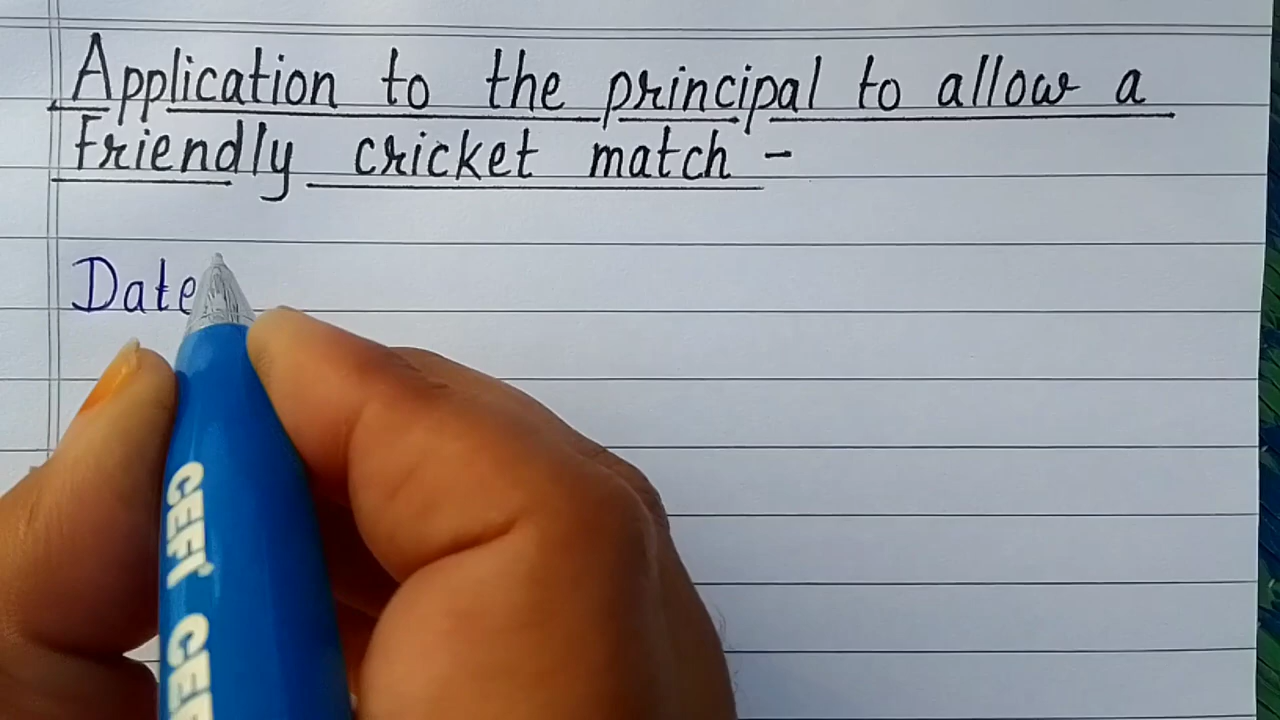 Application to the principal to allow a
friendly cricket match -
Date